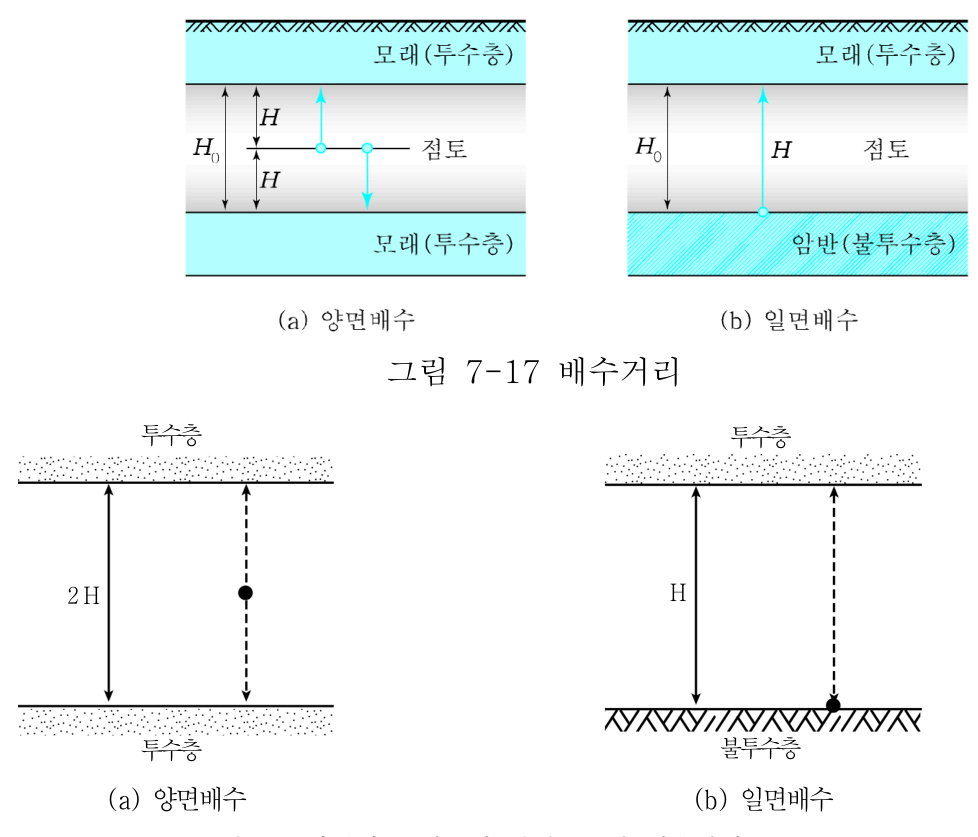 모래(투수층)
H₀
H
H
점토
모래(투수층)
(a) 양면배수
모래(투수층)
H₀
H
점토
암반(불투수층)
(b) 일면배수
그림 7-17 배수거리
투수층
2H
투수층
(a) 양면배수
투수층
H
불투수층
(b) 일면배수